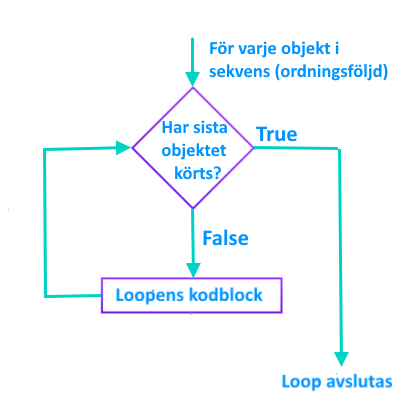 För varje objekt i
sekvens (ordningsföljd)
Har sista
objektet
körts?
True
False
Loopens kodblock
Loop avslutas